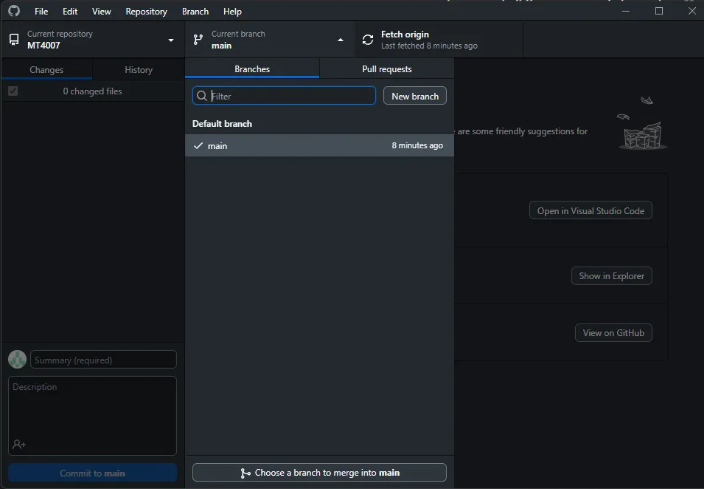 File Edit View Repository Branch Help
Current repository
MT4007
Current branch
main
Fetch origin
Last fetched 8 minutes ago
Changes History
Branches Pull requests
0 changed files
Filter
New branch
Default branch
main 8 minutes ago
e are some friendly suggestions for
Open in Visual Studio Code
Show in Explorer
View on GitHub
Summary (required)
Description
Commit to main
Choose a branch to merge into main